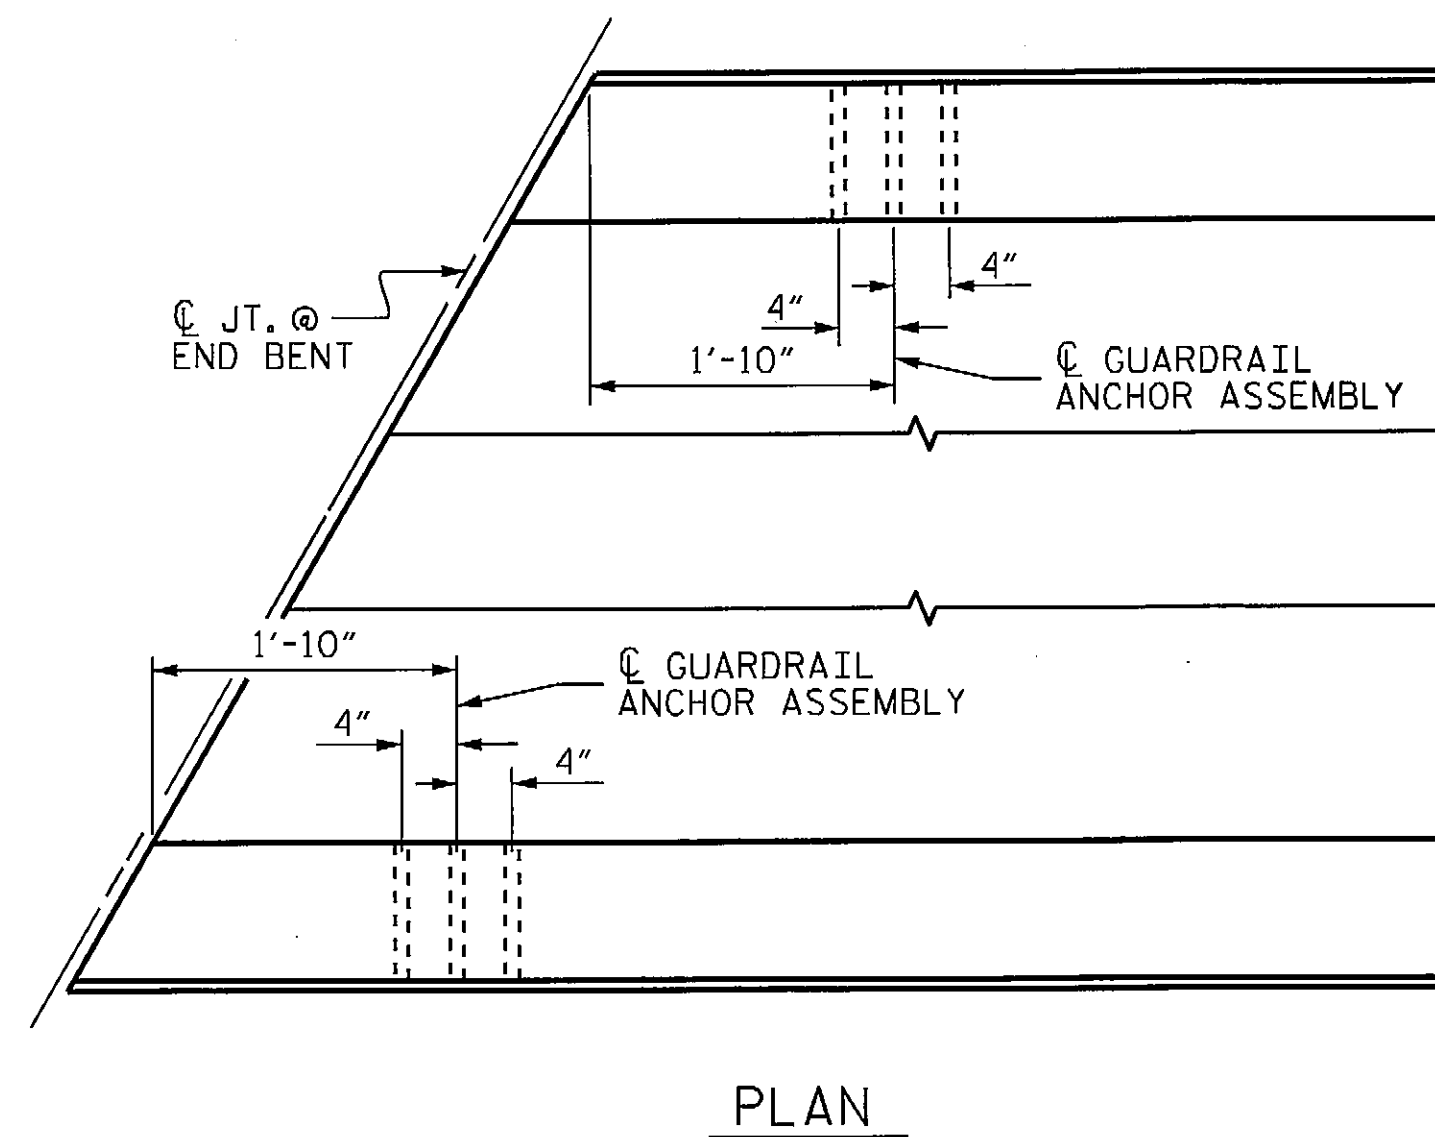 4"
4"
℄ JT. @
END BENT
1'-10"
℄ GUARDRAIL
ANCHOR ASSEMBLY
1'-10"
℄ GUARDRAIL
ANCHOR ASSEMBLY
4"
4"
PLAN